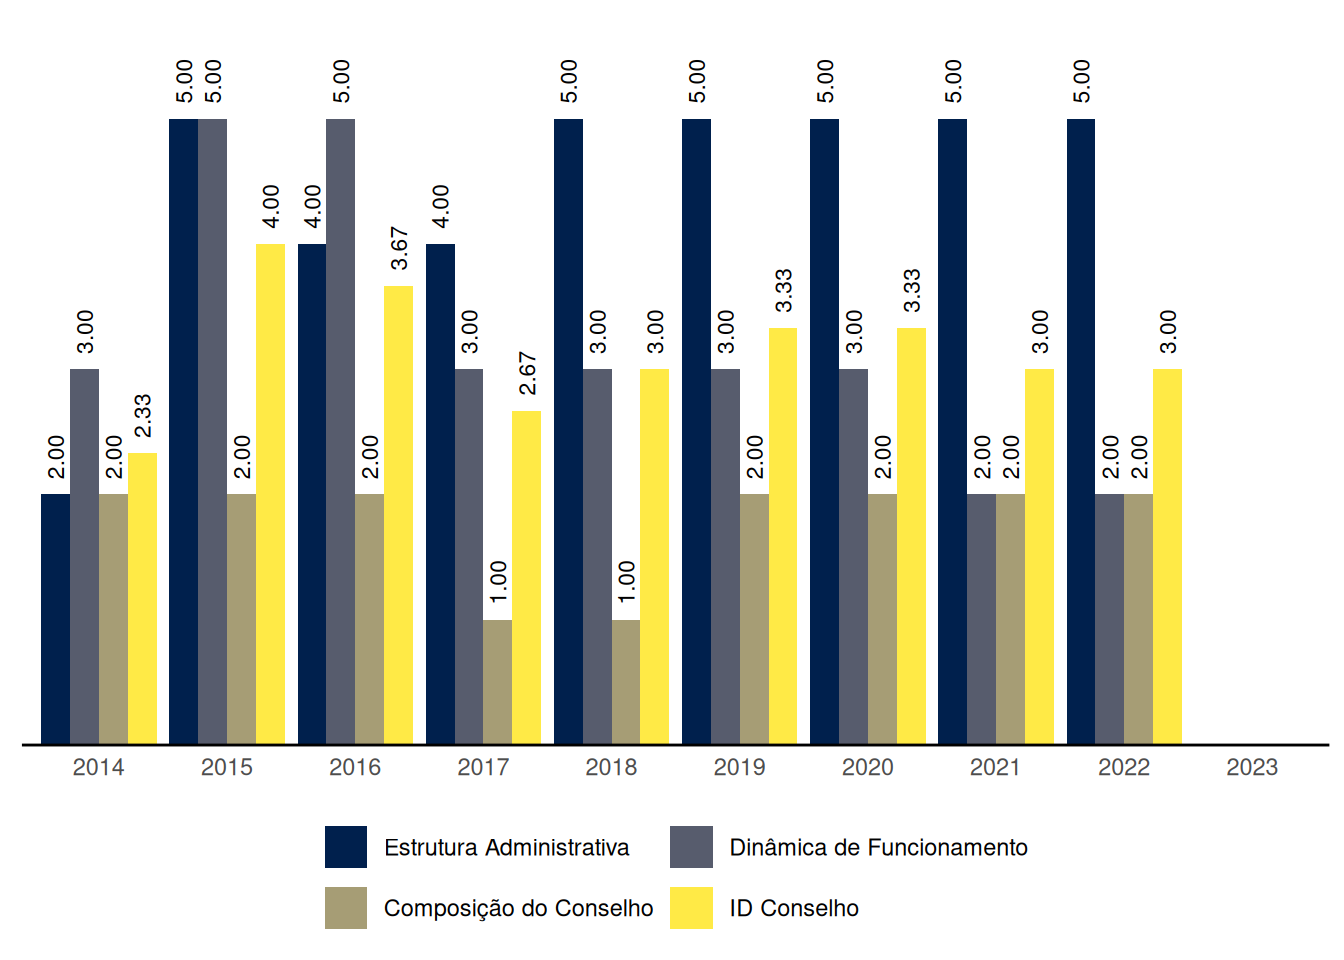 5.00 5.00 5.00 5.00 5.00 5.00 5.00 5.00
4.00 4.00 4.00
3.67
3.33 3.33
3.00 3.00 3.00 3.00 3.00 3.00 3.00 3.00
2.67
2.33
2.00 2.00 2.00 2.00 2.00 2.00 2.00 2.00 2.00 2.00
1.00 1.00
2014 2015 2016 2017 2018 2019 2020 2021 2022 2023
Estrutura Administrativa Dinâmica de Funcionamento
Composição do Conselho ID Conselho